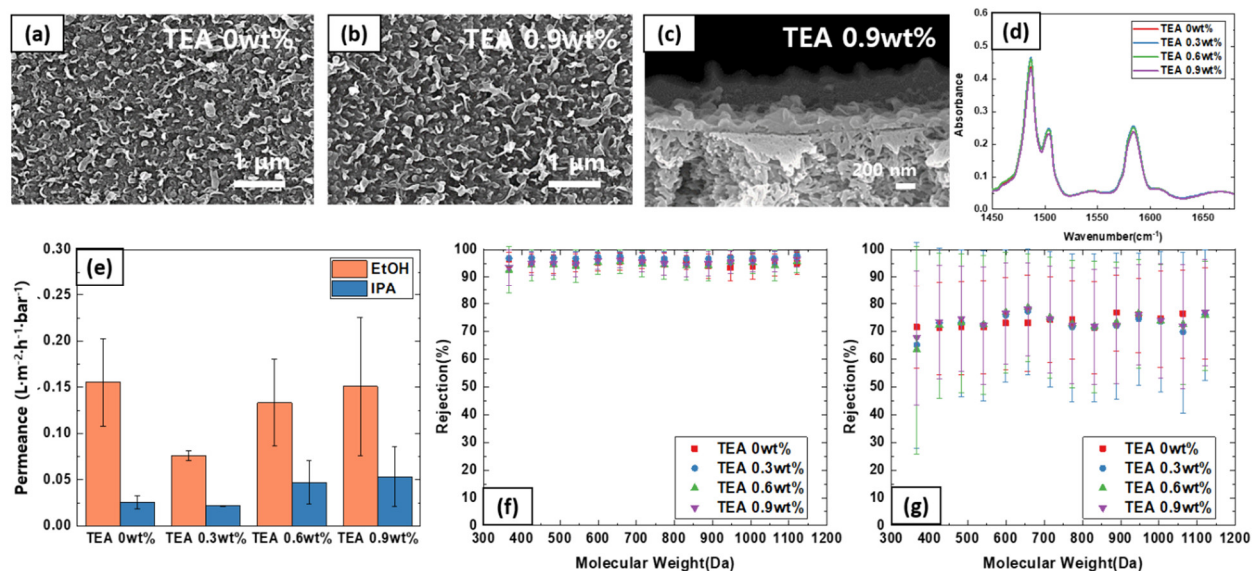 (a)
TEA 0wt%
1 μm
(b)
TEA 0.9wt%
1 μm
(c)
TEA 0.9wt%
200 nm
(d)
TEA 0wt%
TEA 0.3wt%
TEA 0.6wt%
TEA 0.9wt%
Absorbance
0.6
0.5
0.4
0.3
0.2
0.1
0.0
1450 1500 1550 1600 1650
Wavenumber(cm⁻¹)
(e)
EtOH
IPA
Permeance (L·m⁻²·h⁻¹·bar⁻¹)
0.30
0.25
0.20
0.15
0.10
0.05
0.00
TEA 0wt% TEA 0.3wt% TEA 0.6wt% TEA 0.9wt%
Rejection(%)
100
90
80
70
60
50
40
30
20
10
0
TEA 0wt%
TEA 0.3wt%
TEA 0.6wt%
TEA 0.9wt%
(f)
300 400 500 600 700 800 900 1000 1100 1200
Molecular Weight(Da)
Rejection(%)
100
90
80
70
60
50
40
30
20
10
0
TEA 0wt%
TEA 0.3wt%
TEA 0.6wt%
TEA 0.9wt%
(g)
300 400 500 600 700 800 900 1000 1100 1200
Molecular Weight(Da)